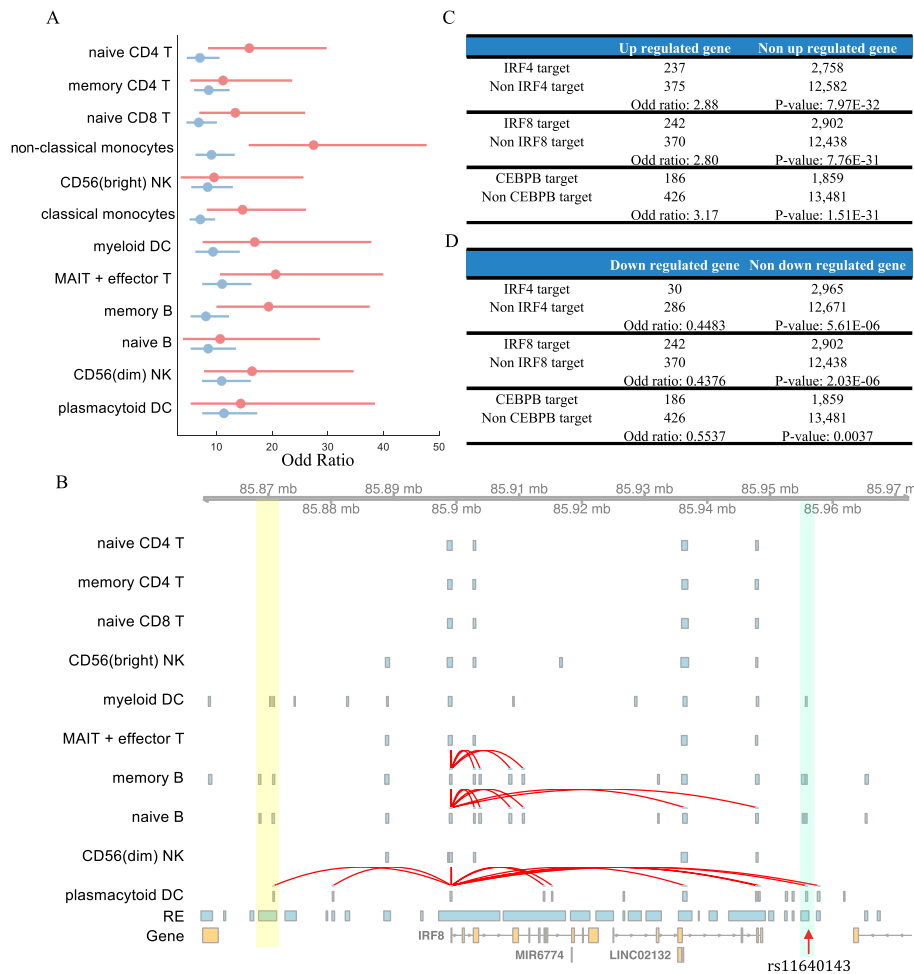 A
naive CD4 T
memory CD4 T
naive CD8 T
non-classical monocytes
CD56(bright) NK
classical monocytes
myeloid DC
MAIT + effector T
memory B
naive B
CD56(dim) NK
plasmacytoid DC
10 20 30 40 50
Odd Ratio
C
Up regulated gene Non up regulated gene
IRF4 target 237 2,758
Non IRF4 target 375 12,582
Odd ratio: 2.88 P-value: 7.97E-32
IRF8 target 242 2,902
Non IRF8 target 370 12,438
Odd ratio: 2.80 P-value: 7.76E-31
CEBPB target 186 1,859
Non CEBPB target 426 13,481
Odd ratio: 3.17 P-value: 1.51E-31
D
Down regulated gene Non down regulated gene
IRF4 target 30 2,965
Non IRF4 target 286 12,671
Odd ratio: 0.4483 P-value: 5.61E-06
IRF8 target 242 2,902
Non IRF8 target 370 12,438
Odd ratio: 0.4376 P-value: 2.03E-06
CEBPB target 186 1,859
Non CEBPB target 426 13,481
Odd ratio: 0.5537 P-value: 0.0037
B
85.87 mb 85.89 mb 85.91 mb 85.93 mb 85.95 mb 85.97 m
85.88 mb 85.9 mb 85.92 mb 85.94 mb 85.96 mb
naive CD4 T
memory CD4 T
naive CD8 T
CD56(bright) NK
myeloid DC
MAIT + effector T
memory B
naive B
CD56(dim) NK
plasmacytoid DC
RE
Gene IRF8
MIR6774 LINC02132
rs11640143